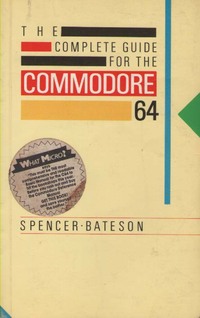 THE
COMPLETE GUIDE
FOR THE
COMMODORE
64
WHAT MICRO?
SPENCER·BATESON